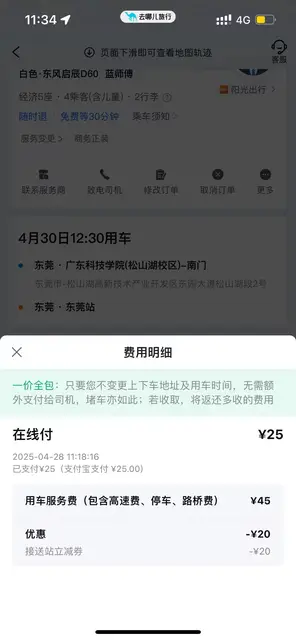 11:34
去哪儿旅行
4G
页面下滑即可查看地图轨迹
客服
白色·东风启辰D60 蓝师傅
经济5座·4乘客(含儿童)·2行李
阳光出行 >
随时退 免费等30分钟 乘车须知 >
服务变更 > 商务正装
联系服务商 致电司机 修改订单 取消订单 更多
4月30日12:30用车
东莞·广东科技学院(松山湖校区)-南门
东莞市-松山湖高新技术产业开发区东园大道松山湖段2号
东莞·东莞站
费用明细
一价全包：只要您不变更上下车地址及用车时间，无需额
外支付给司机，堵车亦如此；若收取，将返还多收的费用
在线付 ¥25
2025-04-28 11:18:16
已支付¥25（支付宝支付 ¥25.00）
用车服务费（包含高速费、停车、路桥费） ¥45
优惠 -¥20
接送站立减券 -¥20